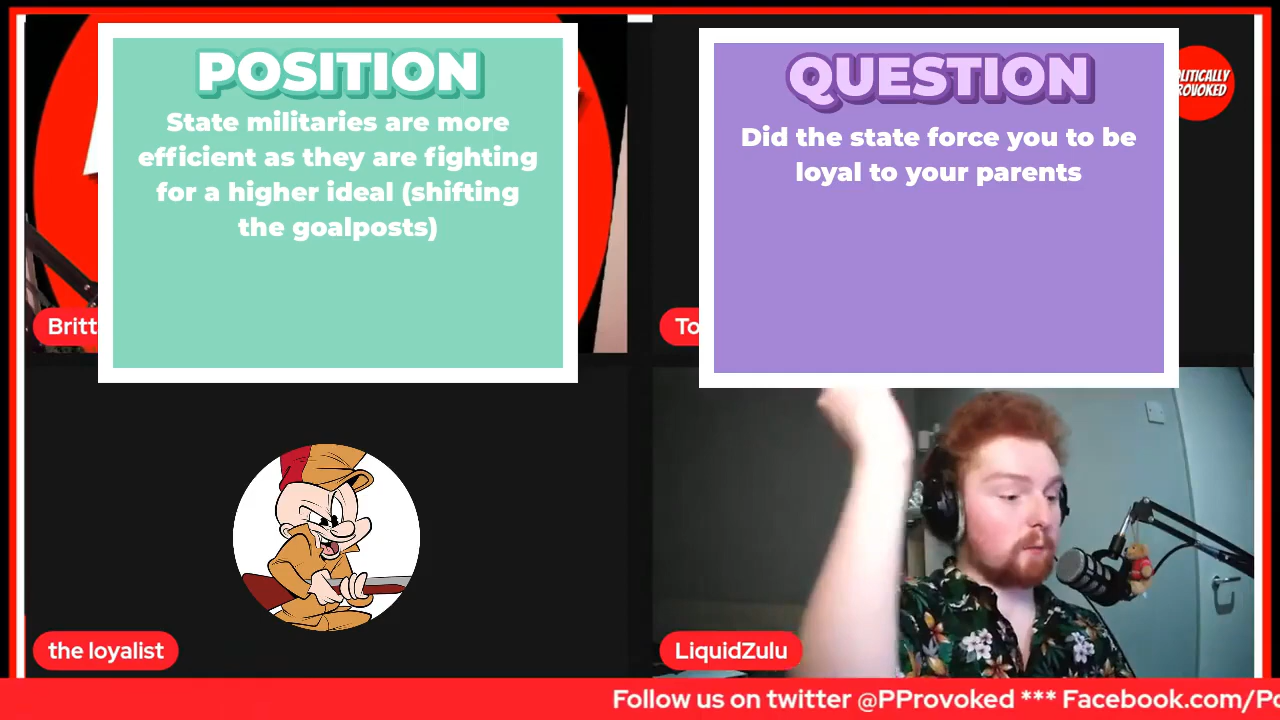 POSITION
State militaries are more
efficient as they are fighting
for a higher ideal (shifting
the goalposts)
QUESTION
Did the state force you to be
loyal to your parents
Britt
To
the loyalist
LiquidZulu
Follow us on twitter @PProvoked *** Facebook.com/Po